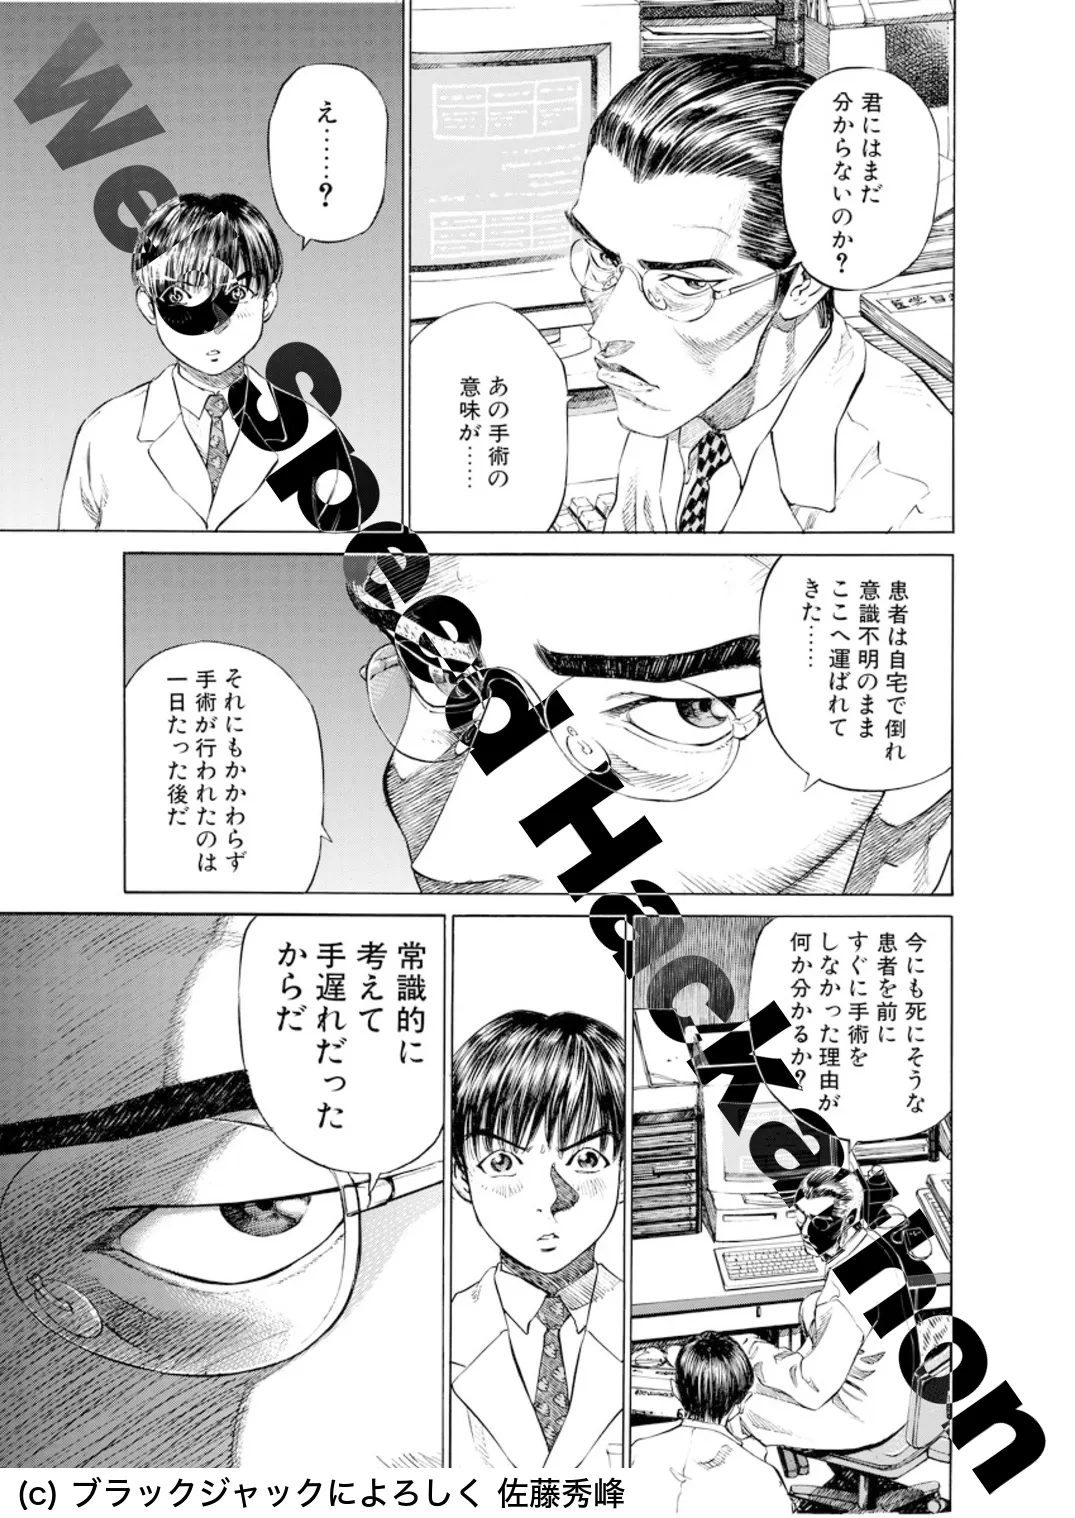 君にはまだ
分からないのか？
あの手術の
意味が……
え……？
患者は自宅で倒れ
意識不明のまま
ここへ運ばれて
きた……
それにもかかわらず
手術が行われたのは
一日たった後だ
今にも死にそうな
患者を前に
すぐに手術を
しなかった理由が
何か分かるか？
常識的に
考えて
手遅れだった
からだ
We Shaped Hackathon
(c) ブラックジャックによろしく 佐藤秀峰